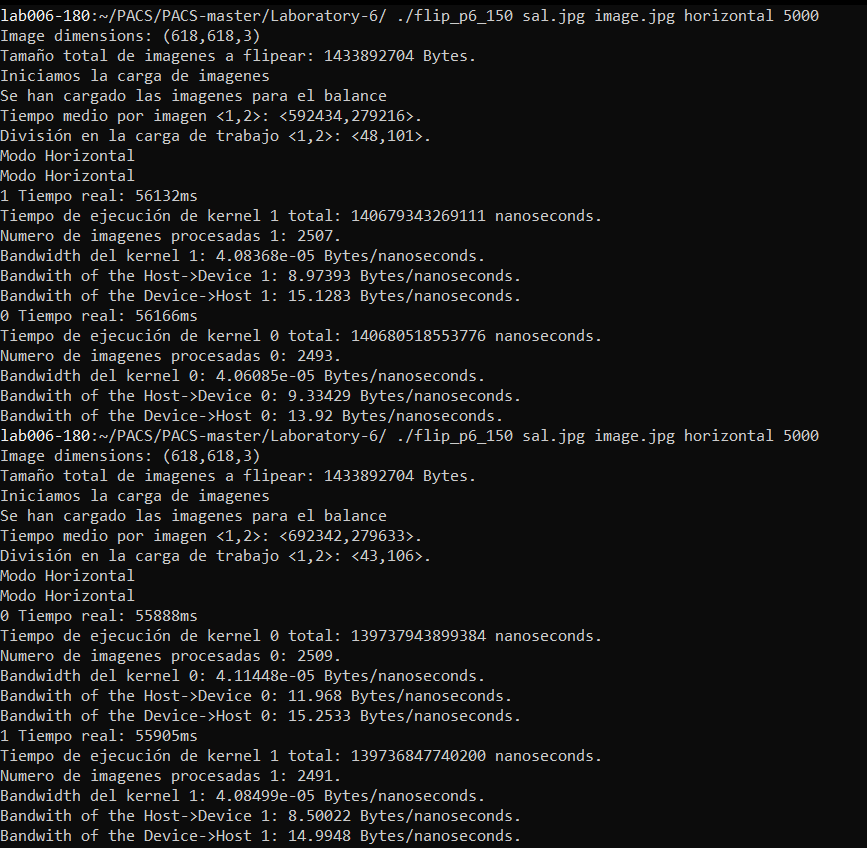 lab006-180:~/PACS/PACS-master/Laboratory-6/ ./flip_p6_150 sal.jpg image.jpg horizontal 5000
Image dimensions: (618,618,3)
Tamaño total de imagenes a flipear: 1433892704 Bytes.
Iniciamos la carga de imagenes
Se han cargado las imagenes para el balance
Tiempo medio por imagen <1,2>: <592434,279216>.
División en la carga de trabajo <1,2>: <48,101>.
Modo Horizontal
Modo Horizontal
1 Tiempo real: 56132ms
Tiempo de ejecución de kernel 1 total: 140679343269111 nanoseconds.
Numero de imagenes procesadas 1: 2507.
Bandwidth del kernel 1: 4.08368e-05 Bytes/nanoseconds.
Bandwith of the Host->Device 1: 8.97393 Bytes/nanoseconds.
Bandwith of the Device->Host 1: 15.1283 Bytes/nanoseconds.
0 Tiempo real: 56166ms
Tiempo de ejecución de kernel 0 total: 140680518553776 nanoseconds.
Numero de imagenes procesadas 0: 2493.
Bandwidth del kernel 0: 4.06085e-05 Bytes/nanoseconds.
Bandwith of the Host->Device 0: 9.33429 Bytes/nanoseconds.
Bandwith of the Device->Host 0: 13.92 Bytes/nanoseconds.
lab006-180:~/PACS/PACS-master/Laboratory-6/ ./flip_p6_150 sal.jpg image.jpg horizontal 5000
Image dimensions: (618,618,3)
Tamaño total de imagenes a flipear: 1433892704 Bytes.
Iniciamos la carga de imagenes
Se han cargado las imagenes para el balance
Tiempo medio por imagen <1,2>: <692342,279633>.
División en la carga de trabajo <1,2>: <43,106>.
Modo Horizontal
Modo Horizontal
0 Tiempo real: 55888ms
Tiempo de ejecución de kernel 0 total: 139737943899384 nanoseconds.
Numero de imagenes procesadas 0: 2509.
Bandwidth del kernel 0: 4.11448e-05 Bytes/nanoseconds.
Bandwith of the Host->Device 0: 11.968 Bytes/nanoseconds.
Bandwith of the Device->Host 0: 15.2533 Bytes/nanoseconds.
1 Tiempo real: 55905ms
Tiempo de ejecución de kernel 1 total: 139736847740200 nanoseconds.
Numero de imagenes procesadas 1: 2491.
Bandwidth del kernel 1: 4.08499e-05 Bytes/nanoseconds.
Bandwith of the Host->Device 1: 8.50022 Bytes/nanoseconds.
Bandwith of the Device->Host 1: 14.9948 Bytes/nanoseconds.